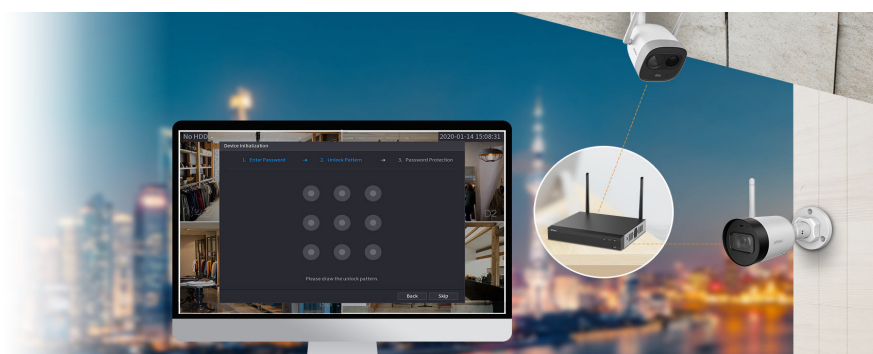 No HDD
2020-01-14 15:08:31
Device Initialization
1. Enter Password → 2. Unlock Pattern → 3. Password Protection
D2
Please draw the unlock pattern.
Back Skip